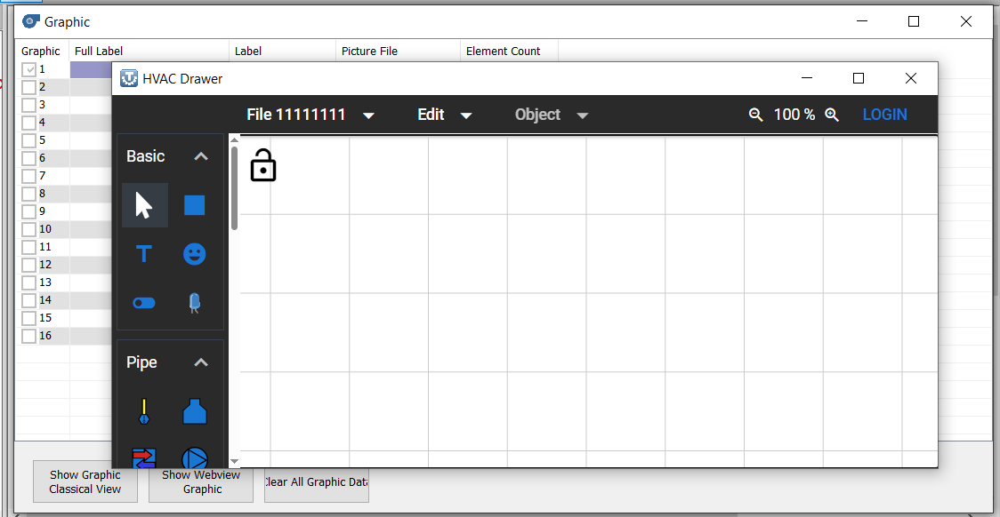 Graphic
Graphic Full Label Label Picture File Element Count
1
HVAC Drawer
2
3
File 11111111 Edit Object 100 % LOGIN
4
5
Basic
6
7
8
9
10
11
T
12
13
14
15
16
Pipe
Show Graphic
Classical View
Show Webview
Graphic
Clear All Graphic Data